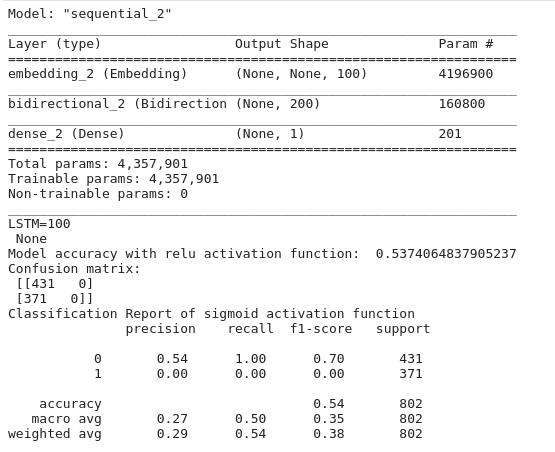 Model: "sequential_2"
Layer (type)                 Output Shape              Param #
=================================================================
embedding_2 (Embedding)      (None, None, 100)         4196900
bidirectional_2 (Bidirection (None, 200)               160800
dense_2 (Dense)              (None, 1)                 201
=================================================================
Total params: 4,357,901
Trainable params: 4,357,901
Non-trainable params: 0
LSTM=100
 None
Model accuracy with relu activation function:  0.5374064837905237
Confusion matrix:
 [[431   0]
 [371   0]]
Classification Report of sigmoid activation function
               precision    recall  f1-score   support
           0       0.54      1.00      0.70       431
           1       0.00      0.00      0.00       371
    accuracy                           0.54       802
   macro avg       0.27      0.50      0.35       802
weighted avg       0.29      0.54      0.38       802